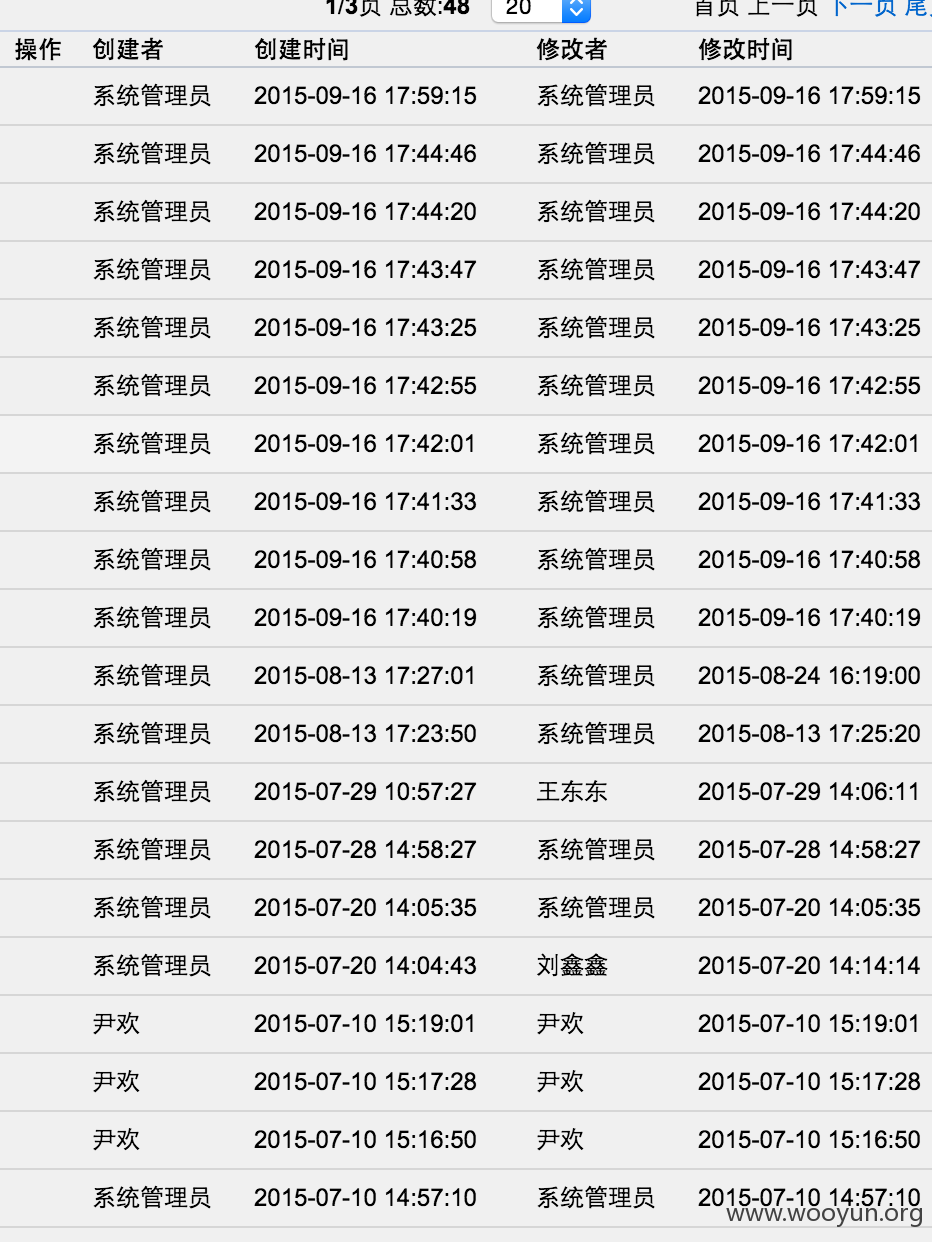 1/3页 总数:48 20 首页 上一页 下一页 尾
操作 创建者 创建时间 修改者 修改时间
系统管理员 2015-09-16 17:59:15 系统管理员 2015-09-16 17:59:15
系统管理员 2015-09-16 17:44:46 系统管理员 2015-09-16 17:44:46
系统管理员 2015-09-16 17:44:20 系统管理员 2015-09-16 17:44:20
系统管理员 2015-09-16 17:43:47 系统管理员 2015-09-16 17:43:47
系统管理员 2015-09-16 17:43:25 系统管理员 2015-09-16 17:43:25
系统管理员 2015-09-16 17:42:55 系统管理员 2015-09-16 17:42:55
系统管理员 2015-09-16 17:42:01 系统管理员 2015-09-16 17:42:01
系统管理员 2015-09-16 17:41:33 系统管理员 2015-09-16 17:41:33
系统管理员 2015-09-16 17:40:58 系统管理员 2015-09-16 17:40:58
系统管理员 2015-09-16 17:40:19 系统管理员 2015-09-16 17:40:19
系统管理员 2015-08-13 17:27:01 系统管理员 2015-08-24 16:19:00
系统管理员 2015-08-13 17:23:50 系统管理员 2015-08-13 17:25:20
系统管理员 2015-07-29 10:57:27 王东东 2015-07-29 14:06:11
系统管理员 2015-07-28 14:58:27 系统管理员 2015-07-28 14:58:27
系统管理员 2015-07-20 14:05:35 系统管理员 2015-07-20 14:05:35
系统管理员 2015-07-20 14:04:43 刘鑫鑫 2015-07-20 14:14:14
尹欢 2015-07-10 15:19:01 尹欢 2015-07-10 15:19:01
尹欢 2015-07-10 15:17:28 尹欢 2015-07-10 15:17:28
尹欢 2015-07-10 15:16:50 尹欢 2015-07-10 15:16:50
系统管理员 2015-07-10 14:57:10 系统管理员 2015-07-10 14:57:10
www.wooyun.org